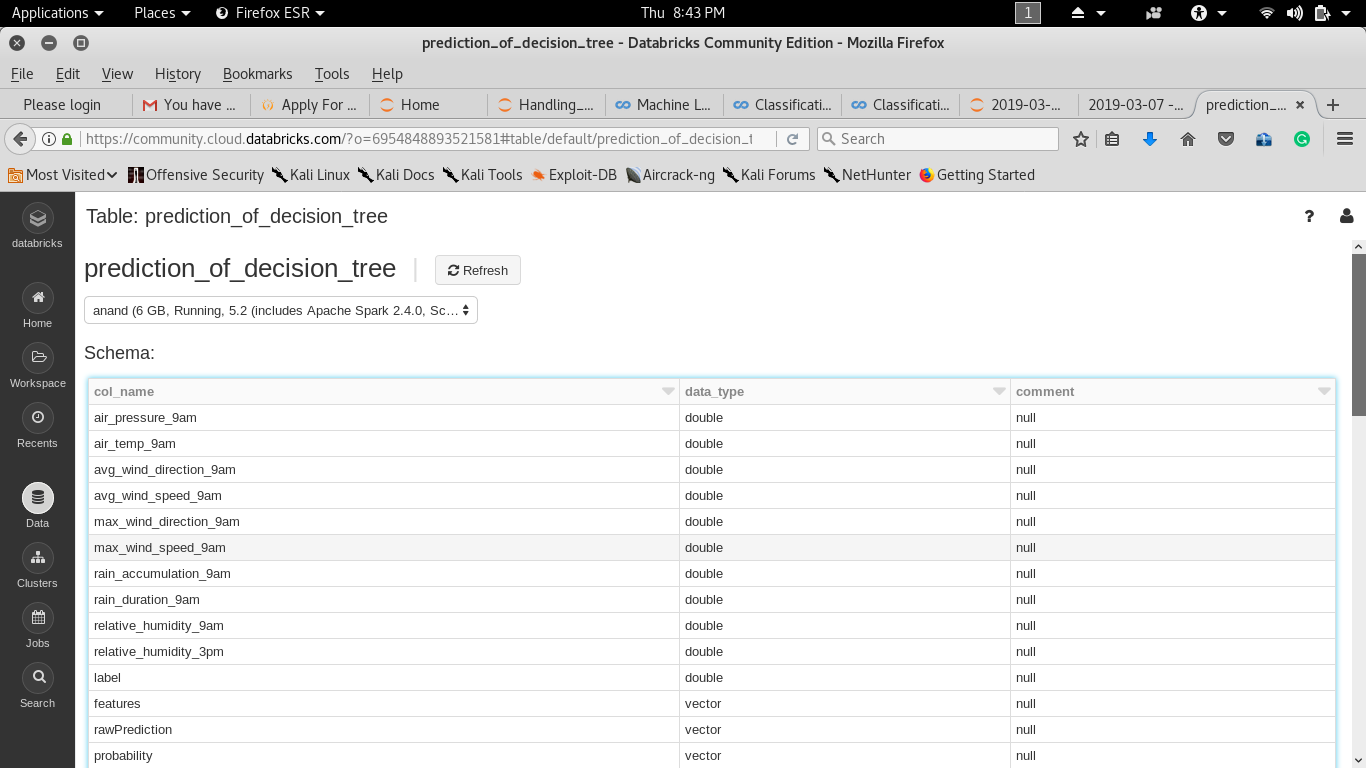 Applications Places Firefox ESR Thu 8:43 PM 1
prediction_of_decision_tree - Databricks Community Edition - Mozilla Firefox
File Edit View History Bookmarks Tools Help
Please login You have ... Apply For ... Home Handling_... Machine L... Classificati... Classificati... 2019-03-... 2019-03-07 -... prediction_...
https://community.cloud.databricks.com/?o=6954848893521581#table/default/prediction_of_decision_t Search
Most Visited Offensive Security Kali Linux Kali Docs Kali Tools Exploit-DB Aircrack-ng Kali Forums NetHunter Getting Started
databricks
Home
Workspace
Recents
Data
Clusters
Jobs
Search
Table: prediction_of_decision_tree ?
prediction_of_decision_tree Refresh
anand (6 GB, Running, 5.2 (includes Apache Spark 2.4.0, Sc...
Schema:
col_name data_type comment
air_pressure_9am double null
air_temp_9am double null
avg_wind_direction_9am double null
avg_wind_speed_9am double null
max_wind_direction_9am double null
max_wind_speed_9am double null
rain_accumulation_9am double null
rain_duration_9am double null
relative_humidity_9am double null
relative_humidity_3pm double null
label double null
features vector null
rawPrediction vector null
probability vector null